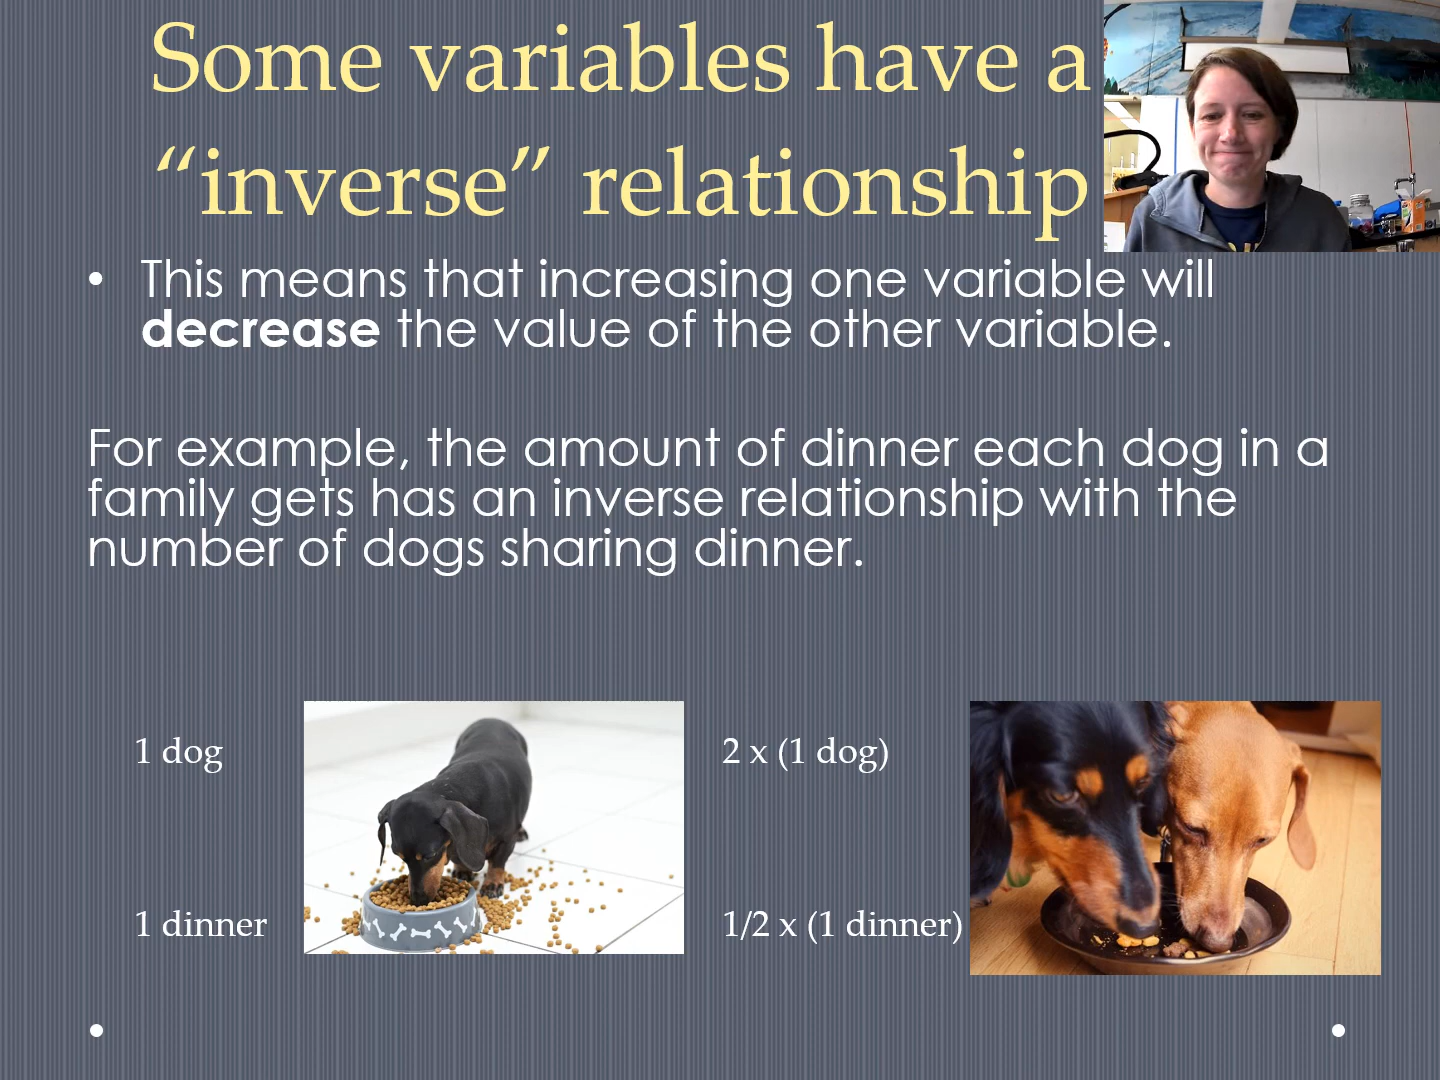 Some variables have a
“inverse” relationship
• This means that increasing one variable will
decrease the value of the other variable.
For example, the amount of dinner each dog in a
family gets has an inverse relationship with the
number of dogs sharing dinner.
1 dog
2 x (1 dog)
1 dinner
1/2 x (1 dinner)